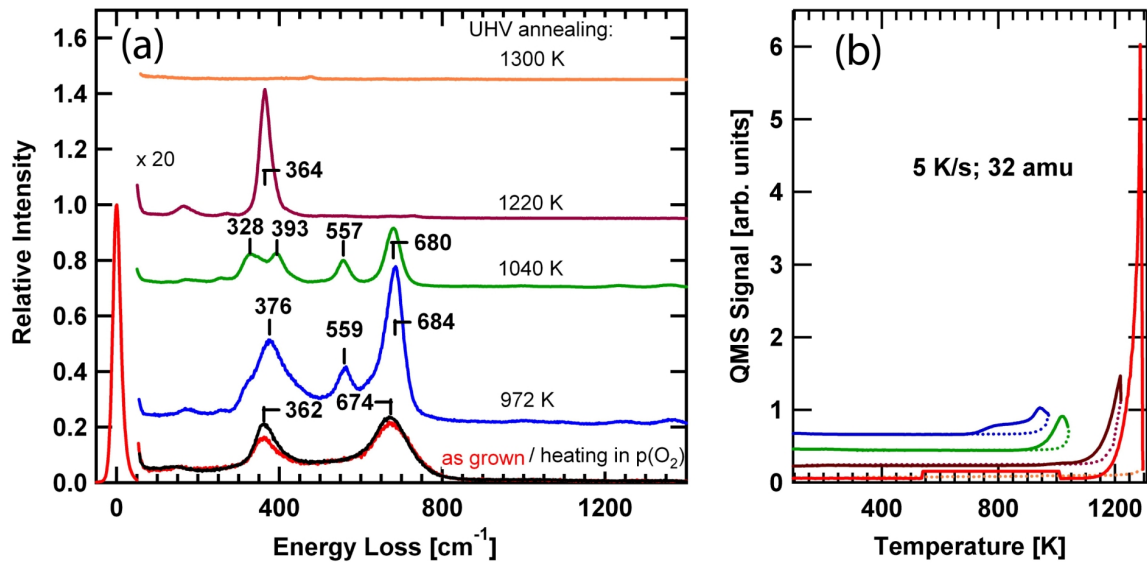 (a)
UHV annealing:
1300 K
x 20
364
1220 K
328 393 557
680
1040 K
376
559
684
972 K
362
674
as grown / heating in p(O2)
1.6
1.4
1.2
1.0
0.8
0.6
0.4
0.2
0.0
Relative Intensity
0 400 800 1200
Energy Loss [cm⁻¹]
(b)
5 K/s; 32 amu
6
5
4
3
2
1
0
QMS Signal [arb. units]
400 800 1200
Temperature [K]